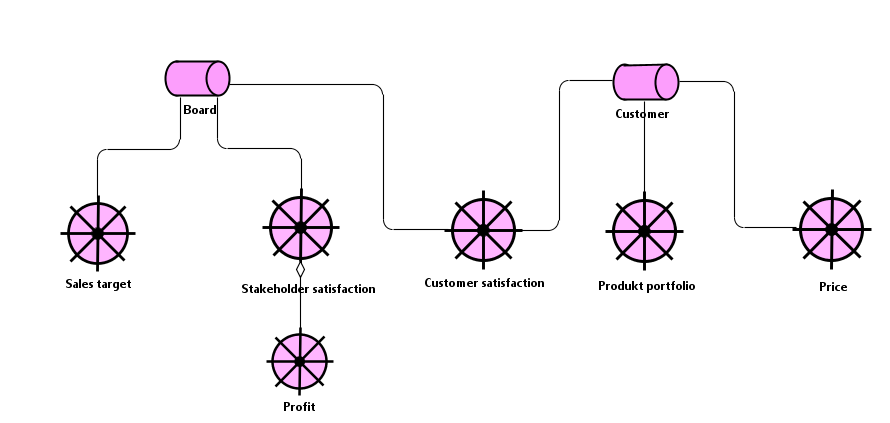 Board
Customer
Sales target
Stakeholder satisfaction
Customer satisfaction
Produkt portfolio
Price
Profit